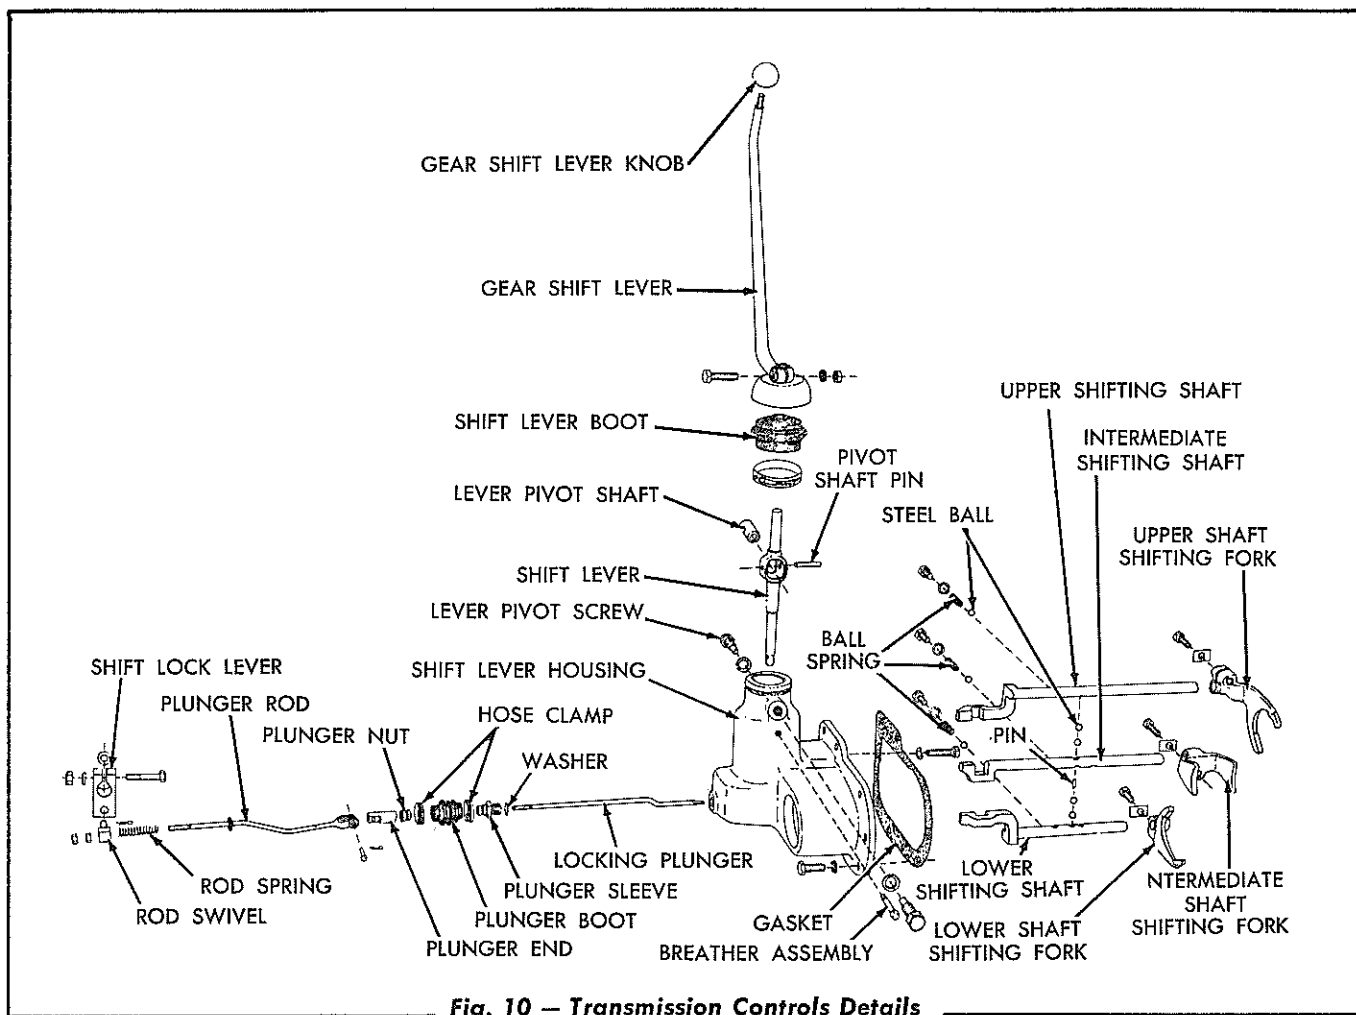 GEAR SHIFT LEVER KNOB
GEAR SHIFT LEVER
UPPER SHIFTING SHAFT
SHIFT LEVER BOOT
INTERMEDIATE
SHIFTING SHAFT
PIVOT
SHAFT PIN
LEVER PIVOT SHAFT
STEEL BALL
UPPER SHAFT
SHIFTING FORK
SHIFT LEVER
LEVER PIVOT SCREW
BALL
SPRING
SHIFT LOCK LEVER
SHIFT LEVER HOUSING
PLUNGER ROD
HOSE CLAMP
PLUNGER NUT
WASHER
PIN
LOCKING PLUNGER
LOWER
SHIFTING SHAFT
ROD SPRING
PLUNGER SLEEVE
NTERMEDIATE
SHAFT
SHIFTING FORK
ROD SWIVEL
PLUNGER BOOT
GASKET
LOWER SHAFT
SHIFTING FORK
PLUNGER END
BREATHER ASSEMBLY
Fig. 10 — Transmission Controls Details